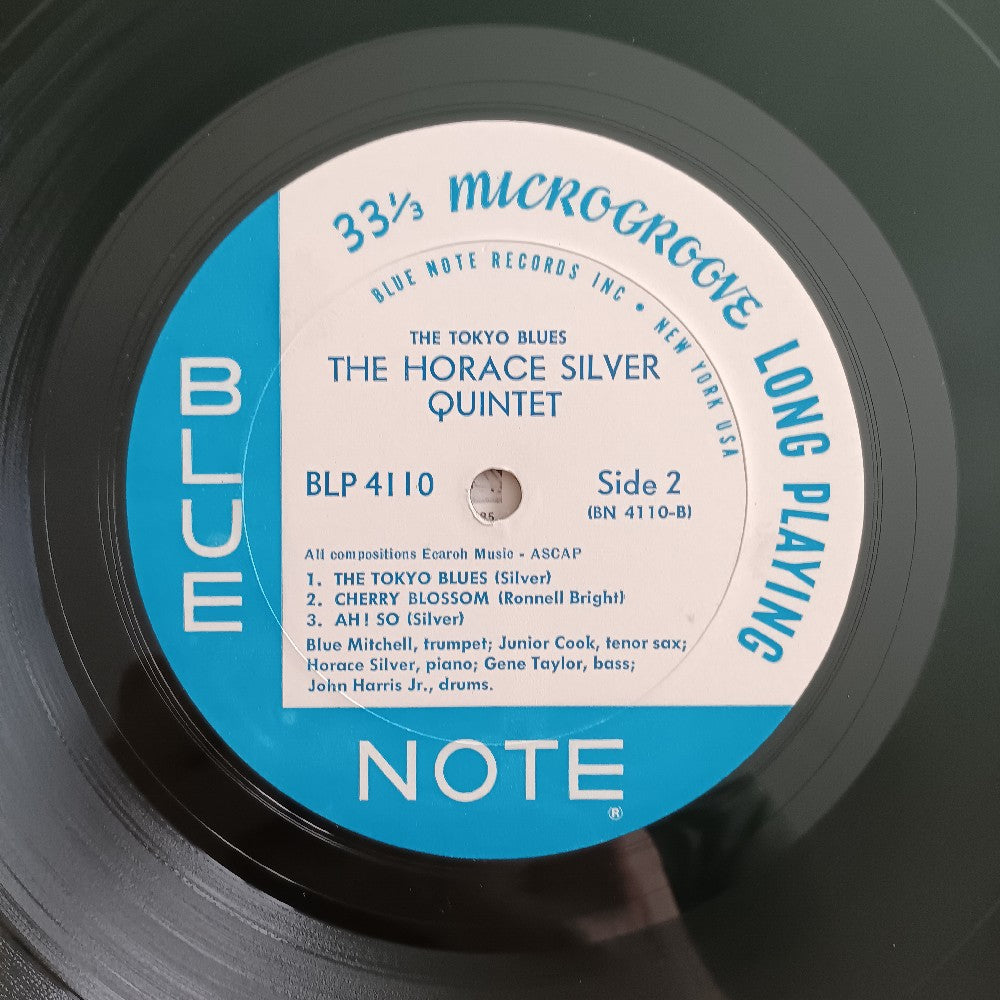 33⅓ MICROGROOVE LONG PLAYING
BLUE NOTE RECORDS INC • NEW YORK USA
THE TOKYO BLUES
THE HORACE SILVER
QUINTET
BLP 4110
Side 2
(BN 4110-B)
All compositions Ecaroh Music - ASCAP
1. THE TOKYO BLUES (Silver)
2. CHERRY BLOSSOM (Ronnell Bright)
3. AH! SO (Silver)
Blue Mitchell, trumpet; Junior Cook, tenor sax;
Horace Silver, piano; Gene Taylor, bass;
John Harris Jr., drums.
BLUE
NOTE
®